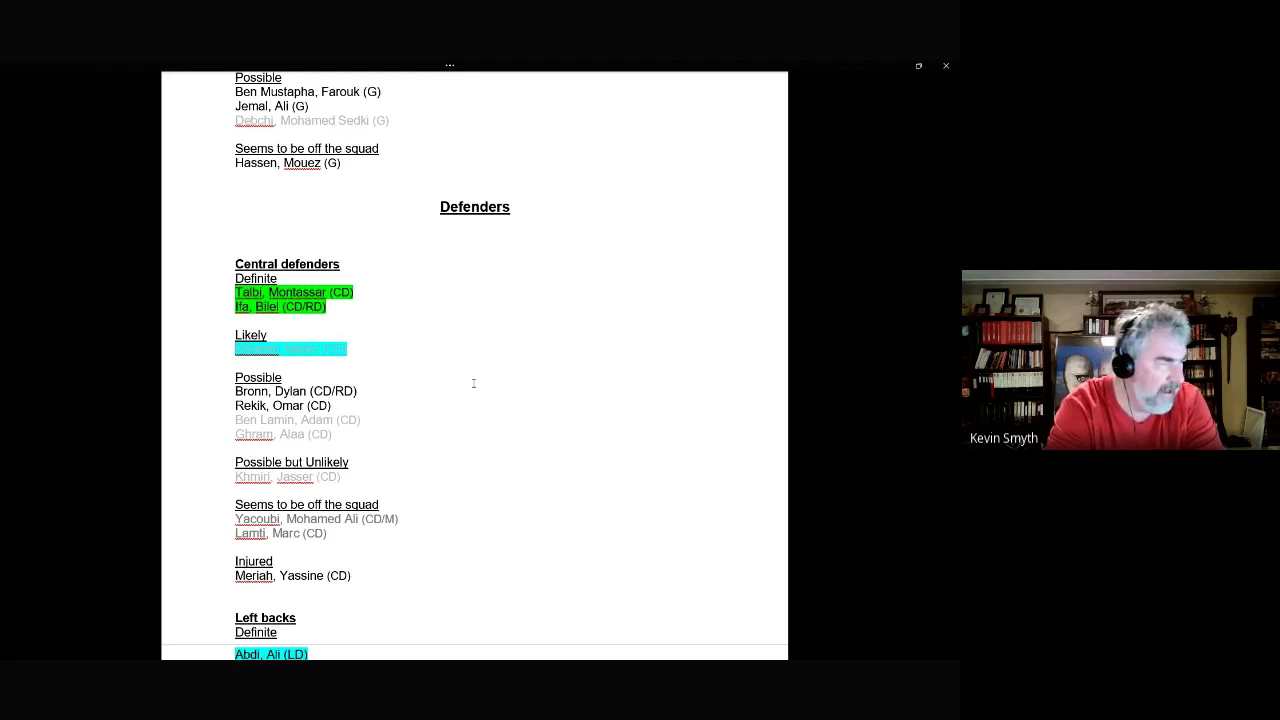 Possible
Ben Mustapha, Farouk (G)
Jemal, Ali (G)
Debchi, Mohamed Sedki (G)
Seems to be off the squad
Hassen, Mouez (G)
Defenders
Central defenders
Definite
Talbi, Montassar (CD)
Ifa, Bilel (CD/RD)
Likely
Possible
Bronn, Dylan (CD/RD)
Rekik, Omar (CD)
Ben Lamin, Adam (CD)
Ghram, Alaa (CD)
Possible but Unlikely
Khmiri, Jasser (CD)
Seems to be off the squad
Yacoubi, Mohamed Ali (CD/M)
Lamti, Marc (CD)
Injured
Meriah, Yassine (CD)
Left backs
Definite
Abdi, Ali (LD)
Kevin Smyth